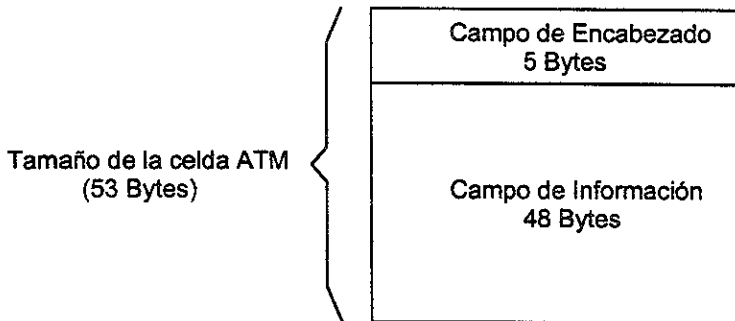 Campo de Encabezado
5 Bytes
Tamaño de la celda ATM
(53 Bytes)
Campo de Información
48 Bytes